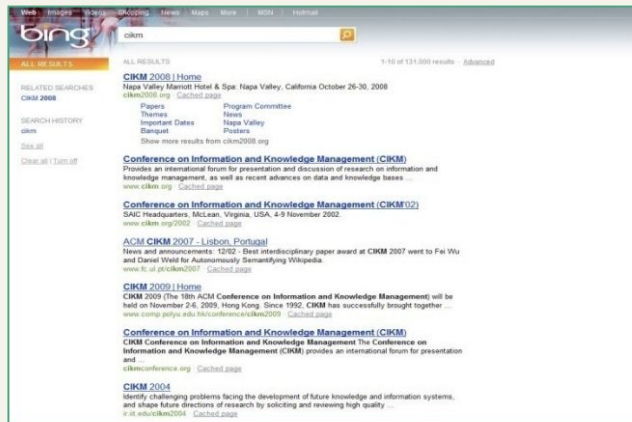 Web Images Videos Shopping News Maps More | MSN Hotmail
bing
cikm
ALL RESULTS
ALL RESULTS 1-10 of 131,000 results · Advanced
RELATED SEARCHES
CIKM 2008
SEARCH HISTORY
cikm
See all
Clear all | Turn off
CIKM 2008 | Home
Napa Valley Marriott Hotel & Spa: Napa Valley, California October 26-30, 2008
cikm2008.org · Cached page
Papers Program Committee
Themes News
Important Dates Napa Valley
Banquet Posters
Show more results from cikm2008.org
Conference on Information and Knowledge Management (CIKM)
Provides an international forum for presentation and discussion of research on information and
knowledge management, as well as recent advances on data and knowledge bases ...
www.cikm.org · Cached page
Conference on Information and Knowledge Management (CIKM'02)
SAIC Headquarters, McLean, Virginia, USA, 4-9 November 2002.
www.cikm.org/2002 · Cached page
ACM CIKM 2007 - Lisbon, Portugal
News and announcements: 12/02 - Best interdisciplinary paper award at CIKM 2007 went to Fei Wu
and Daniel Weld for Autonomously Semantifying Wikipedia.
www.fc.ul.pt/cikm2007 · Cached page
CIKM 2009 | Home
CIKM 2009 (The 18th ACM Conference on Information and Knowledge Management) will be
held on November 2-6, 2009, Hong Kong. Since 1992, CIKM has successfully brought together ...
www.comp.polyu.edu.hk/conference/cikm2009 · Cached page
Conference on Information and Knowledge Management (CIKM)
CIKM Conference on Information and Knowledge Management The Conference on
Information and Knowledge Management (CIKM) provides an international forum for presentation
and ...
cikmconference.org · Cached page
CIKM 2004
Identify challenging problems facing the development of future knowledge and information systems,
and shape future directions of research by soliciting and reviewing high quality ...
ir.iit.edu/cikm2004 · Cached page